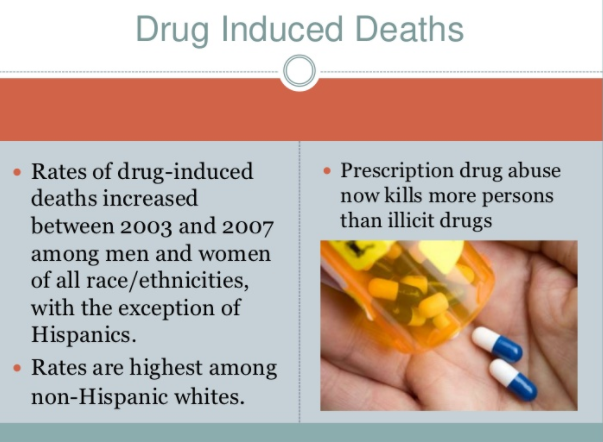 Drug Induced Deaths
• Rates of drug-induced
deaths increased
between 2003 and 2007
among men and women
of all race/ethnicities,
with the exception of
Hispanics.
• Rates are highest among
non-Hispanic whites.
• Prescription drug abuse
now kills more persons
than illicit drugs